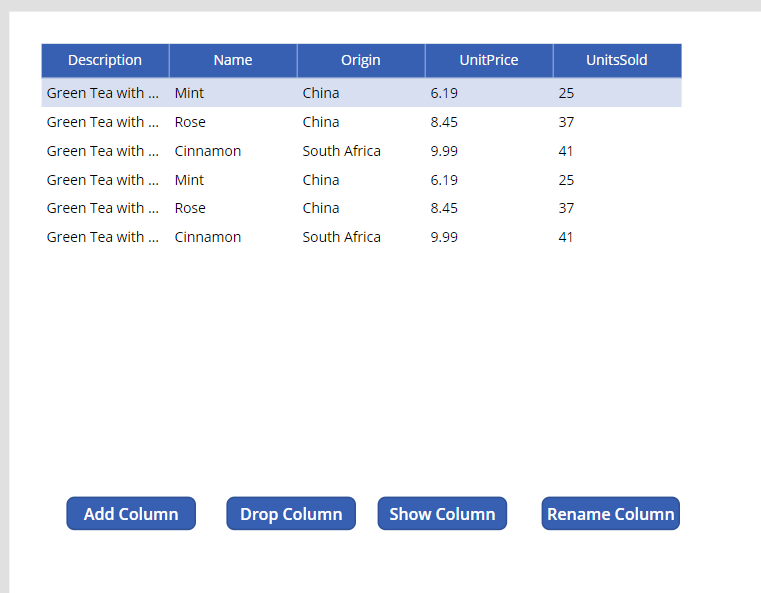 Description Name Origin UnitPrice UnitsSold
Green Tea with ... Mint China 6.19 25
Green Tea with ... Rose China 8.45 37
Green Tea with ... Cinnamon South Africa 9.99 41
Green Tea with ... Mint China 6.19 25
Green Tea with ... Rose China 8.45 37
Green Tea with ... Cinnamon South Africa 9.99 41
Add Column Drop Column Show Column Rename Column